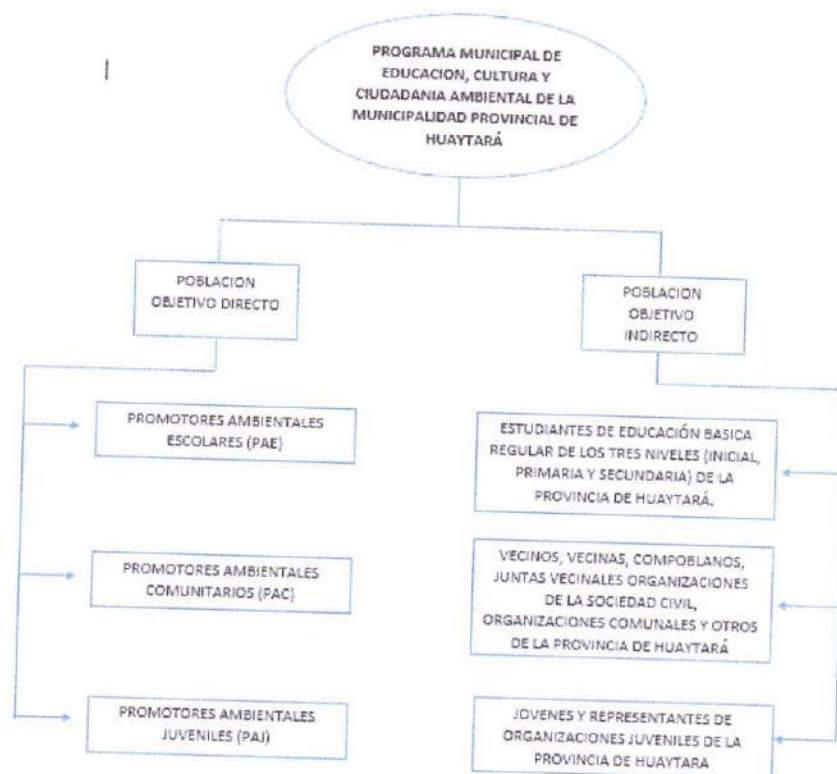 PROGRAMA MUNICIPAL DE
EDUCACION, CULTURA Y
CIUDADANIA AMBIENTAL DE LA
MUNICIPALIDAD PROVINCIAL DE
HUAYTARÁ
POBLACION
OBJETIVO DIRECTO
POBLACION
OBJETIVO
INDIRECTO
PROMOTORES AMBIENTALES
ESCOLARES (PAE)
ESTUDIANTES DE EDUCACIÓN BASICA
REGULAR DE LOS TRES NIVELES (INICIAL,
PRIMARIA Y SECUNDARIA) DE LA
PROVINCIA DE HUAYTARÁ.
PROMOTORES AMBIENTALES
COMUNITARIOS (PAC)
VECINOS, VECINAS, COMPOBLANOS,
JUNTAS VECINALES ORGANIZACIONES
DE LA SOCIEDAD CIVIL,
ORGANIZACIONES COMUNALES Y OTROS
DE LA PROVINCIA DE HUAYTARÁ
PROMOTORES AMBIENTALES
JUVENILES (PAJ)
JOVENES Y REPRESENTANTES DE
ORGANIZACIONES JUVENILES DE LA
PROVINCIA DE HUAYTARA